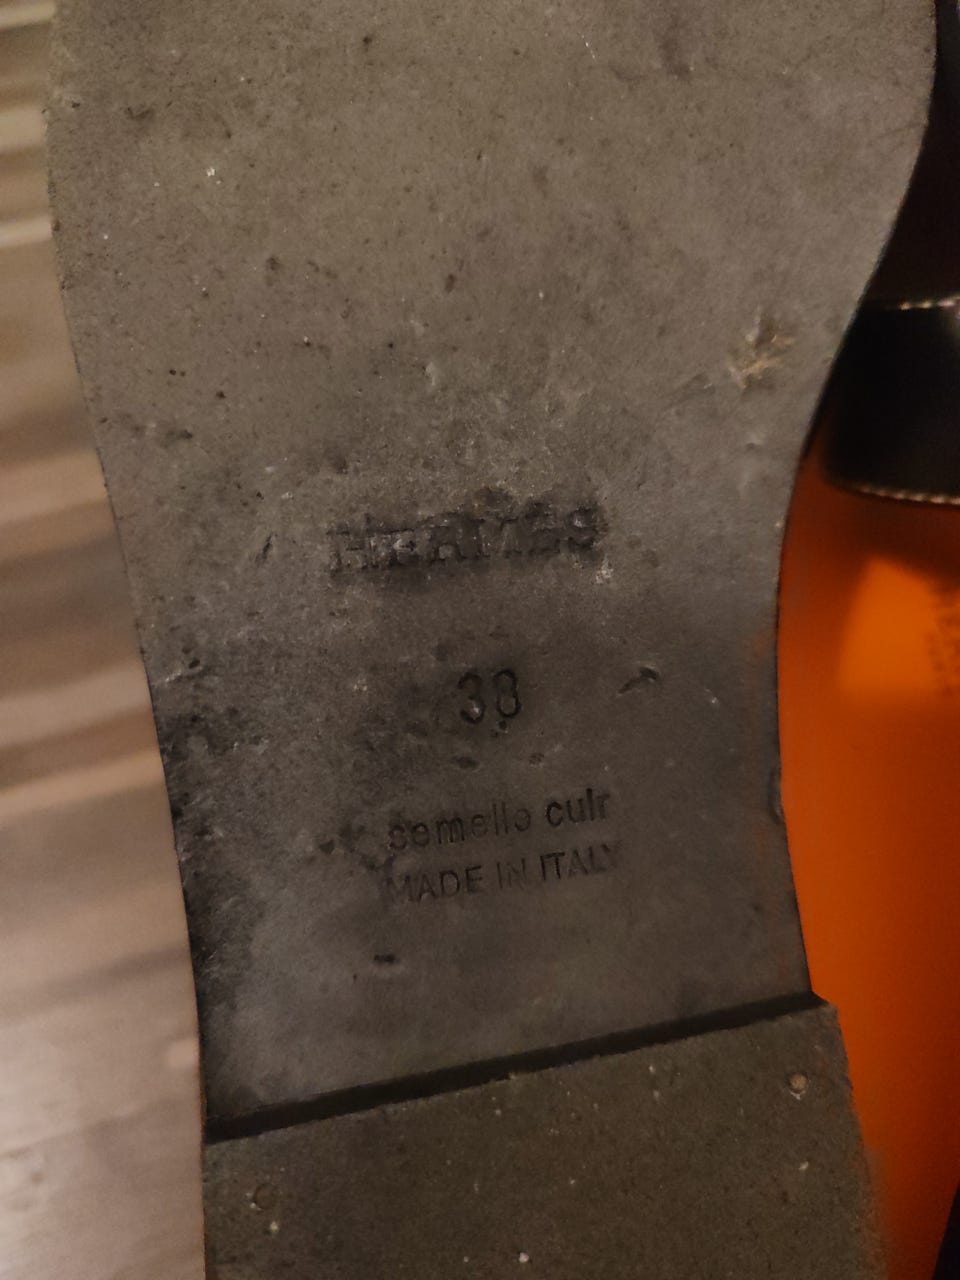 HERMES
38
semelle cuir
MADE IN ITALY